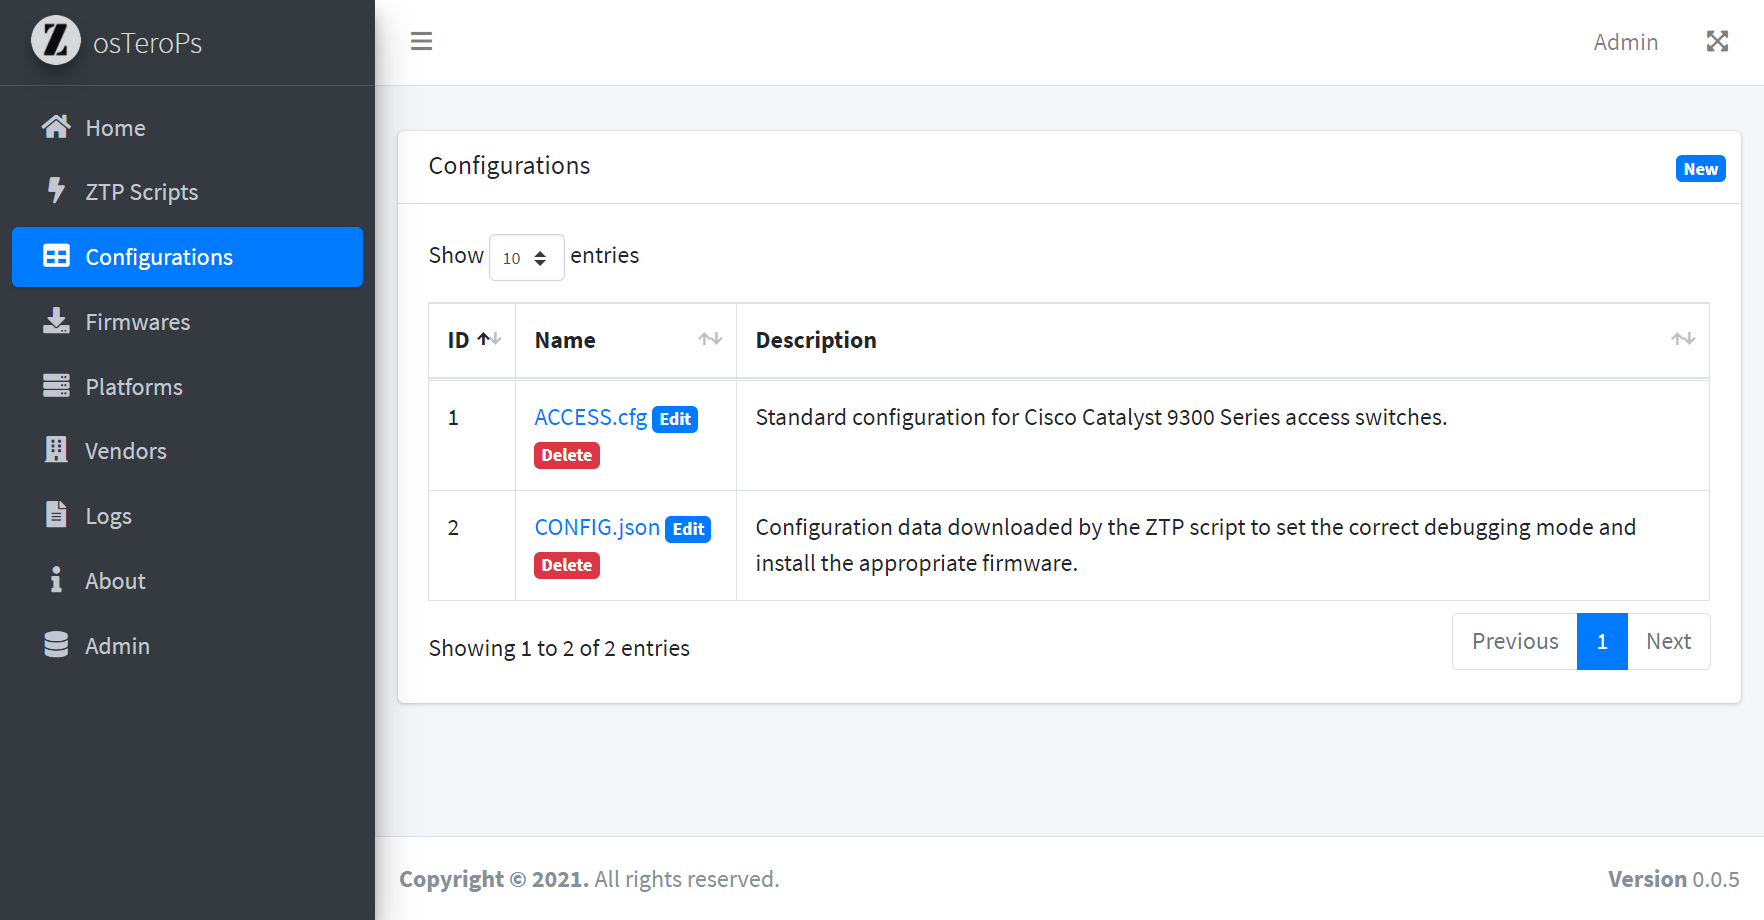 Z osTeroPs
Home
ZTP Scripts
Configurations
Firmwares
Platforms
Vendors
Logs
About
Admin
Admin
Configurations
New
Show 10 entries
ID Name Description
1 ACCESS.cfg Edit Standard configuration for Cisco Catalyst 9300 Series access switches.
Delete
2 CONFIG.json Edit Configuration data downloaded by the ZTP script to set the correct debugging mode and
Delete install the appropriate firmware.
Showing 1 to 2 of 2 entries
Previous 1 Next
Copyright © 2021. All rights reserved.
Version 0.0.5